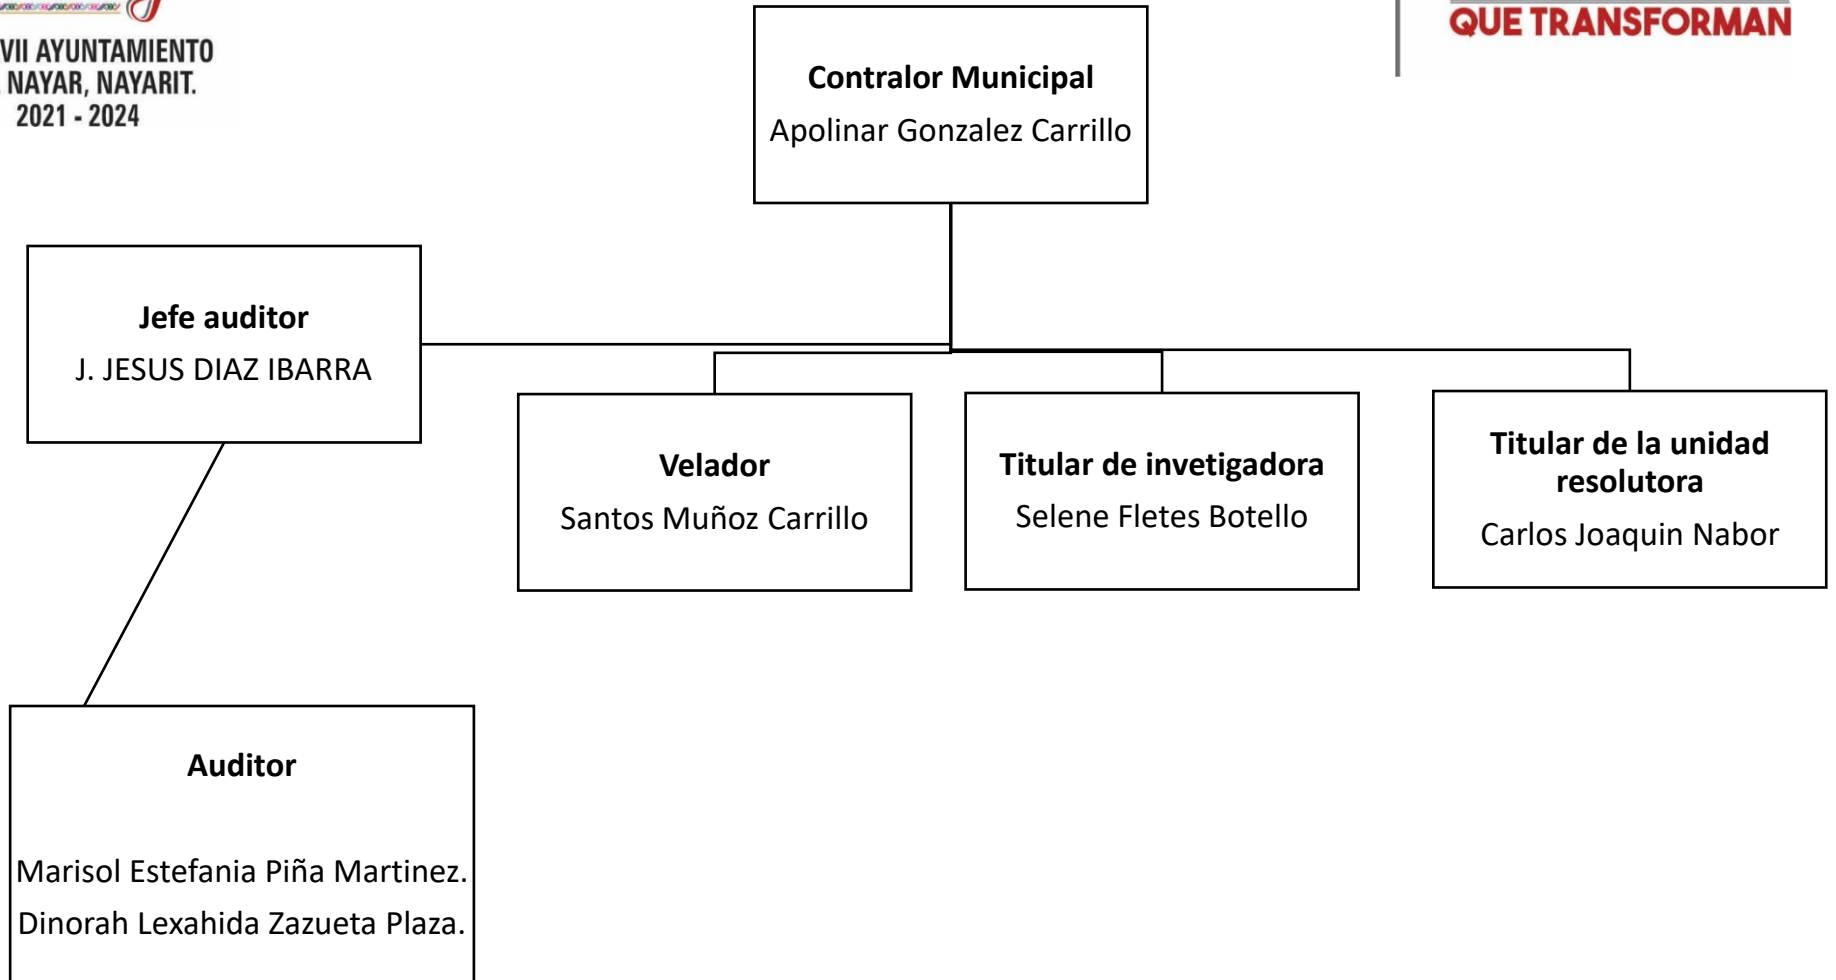 VII AYUNTAMIENTO
NAYAR, NAYARIT.
2021 - 2024
QUE TRANSFORMAN
Contralor Municipal
Apolinar Gonzalez Carrillo
Jefe auditor
J. JESUS DIAZ IBARRA
Velador
Santos Muñoz Carrillo
Titular de invetigadora
Selene Fletes Botello
Titular de la unidad
resolutora
Carlos Joaquin Nabor
Auditor
Marisol Estefania Piña Martinez.
Dinorah Lexahida Zazueta Plaza.